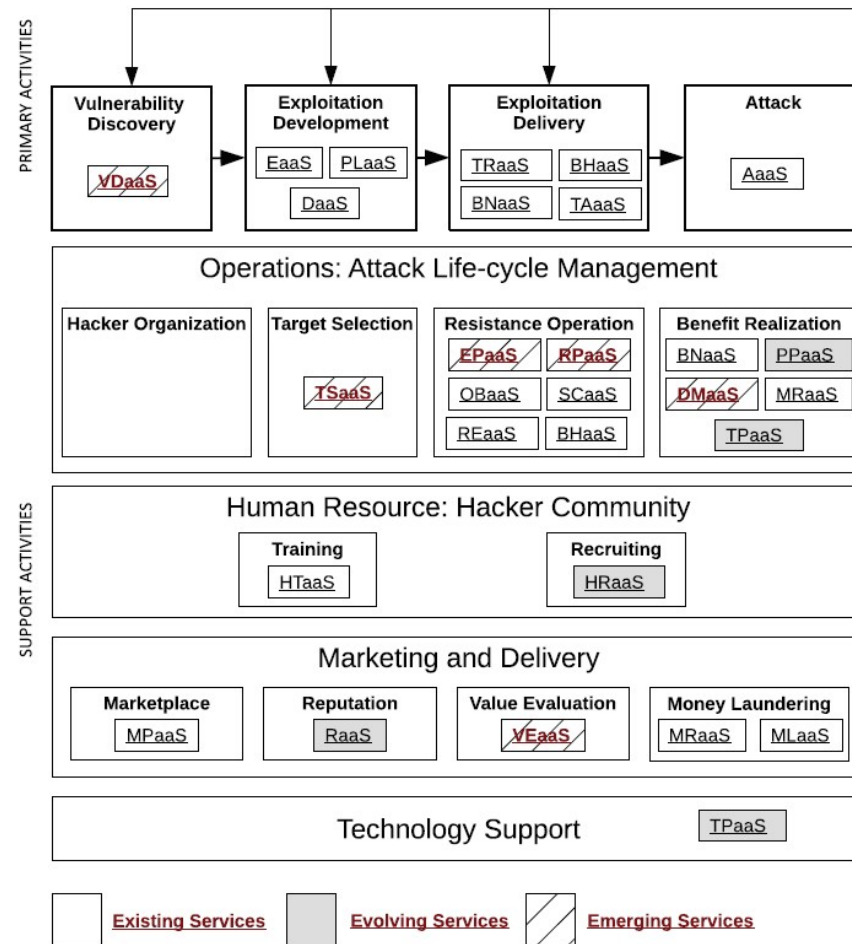 PRIMARY ACTIVITIES
Vulnerability
Discovery
VDaaS
Exploitation
Development
EaaS PLaaS
DaaS
Exploitation
Delivery
TRaaS BHaaS
BNaaS TAaaS
Attack
AaaS
SUPPORT ACTIVITIES
Operations: Attack Life-cycle Management
Hacker Organization
Target Selection
TSaaS
Resistance Operation
EPaaS RPaaS
OBaaS SCaaS
REaaS BHaaS
Benefit Realization
BNaaS PPaaS
DMaaS MRaaS
TPaaS
Human Resource: Hacker Community
Training
HTaaS
Recruiting
HRaaS
Marketing and Delivery
Marketplace
MPaaS
Reputation
RaaS
Value Evaluation
VEaaS
Money Laundering
MRaaS MLaaS
Technology Support
TPaaS
Existing Services Evolving Services Emerging Services